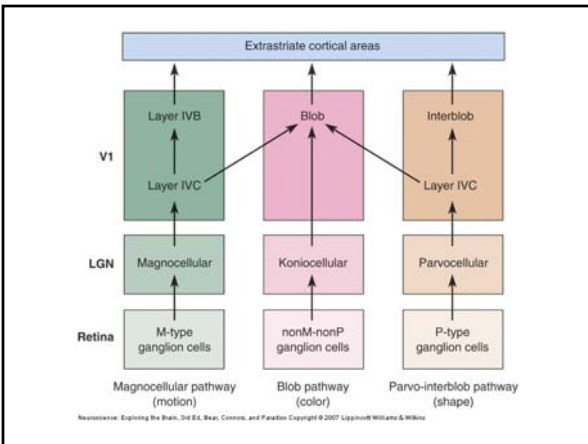 Extrastriate cortical areas
Layer IVB
Blob
Interblob
V1
Layer IVC
Layer IVC
LGN
Magnocellular
Koniocellular
Parvocellular
Retina
M-type
ganglion cells
nonM-nonP
ganglion cells
P-type
ganglion cells
Magnocellular pathway
(motion)
Blob pathway
(color)
Parvo-interblob pathway
(shape)
Neuroscience: Exploring the Brain, 3rd Ed, Bear, Connors, and Paradiso Copyright © 2007 Lippincott Williams & Wilkins